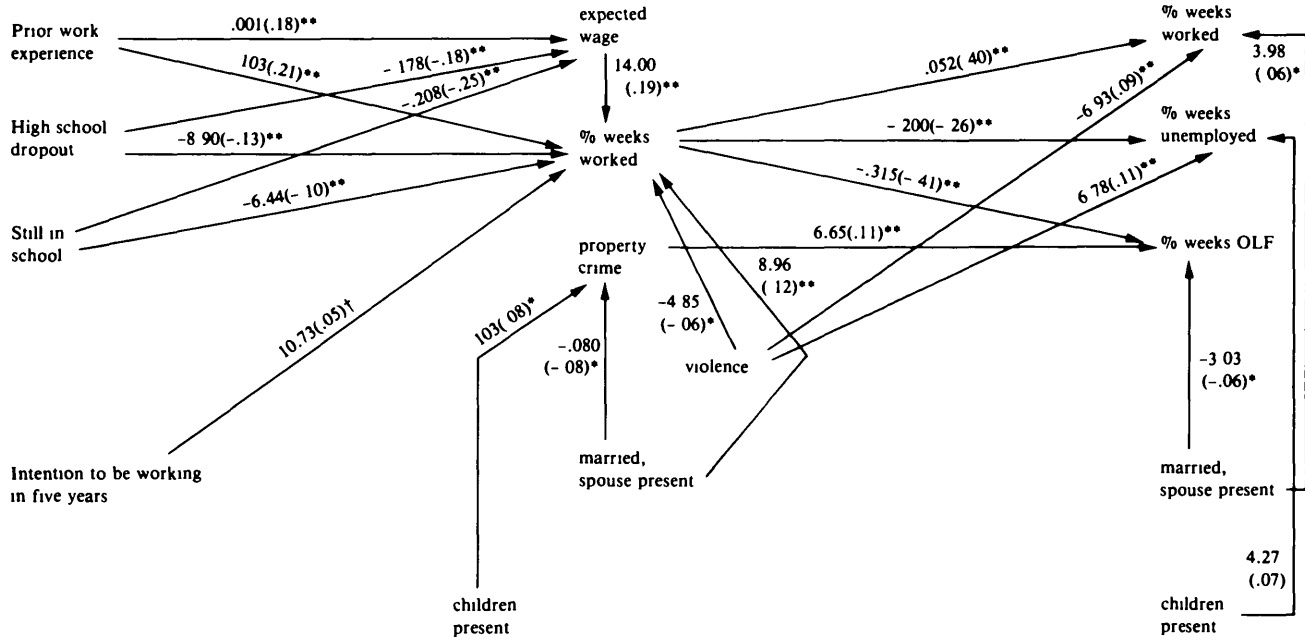 Prior work
experience
High school
dropout
Still in
school
Intention to be working
in five years
.001(.18)**
103(.21)**
- 178(-.18)**
-.208(-.25)**
-8 90(-.13)**
-6.44(- 10)**
10.73(.05)†
expected
wage
14.00
(.19)**
% weeks
worked
property
crime
103( 08)*
-.080
(- 08)*
married,
spouse present
children
present
violence
-4 85
(- 06)*
8.96
( 12)**
.052( 40)**
- 200(- 26)**
-.315(- 41)**
6.65(.11)**
-6 93(.09)**
6 78(.11)**
% weeks
worked
3.98
( 06)*
% weeks
unemployed
% weeks OLF
-3 03
(-.06)*
married,
spouse present
4.27
(.07)
children
present